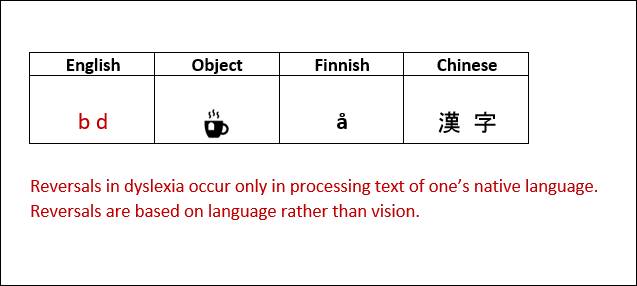 English Object Finnish Chinese
b d å 漢 字
Reversals in dyslexia occur only in processing text of one’s native language.
Reversals are based on language rather than vision.